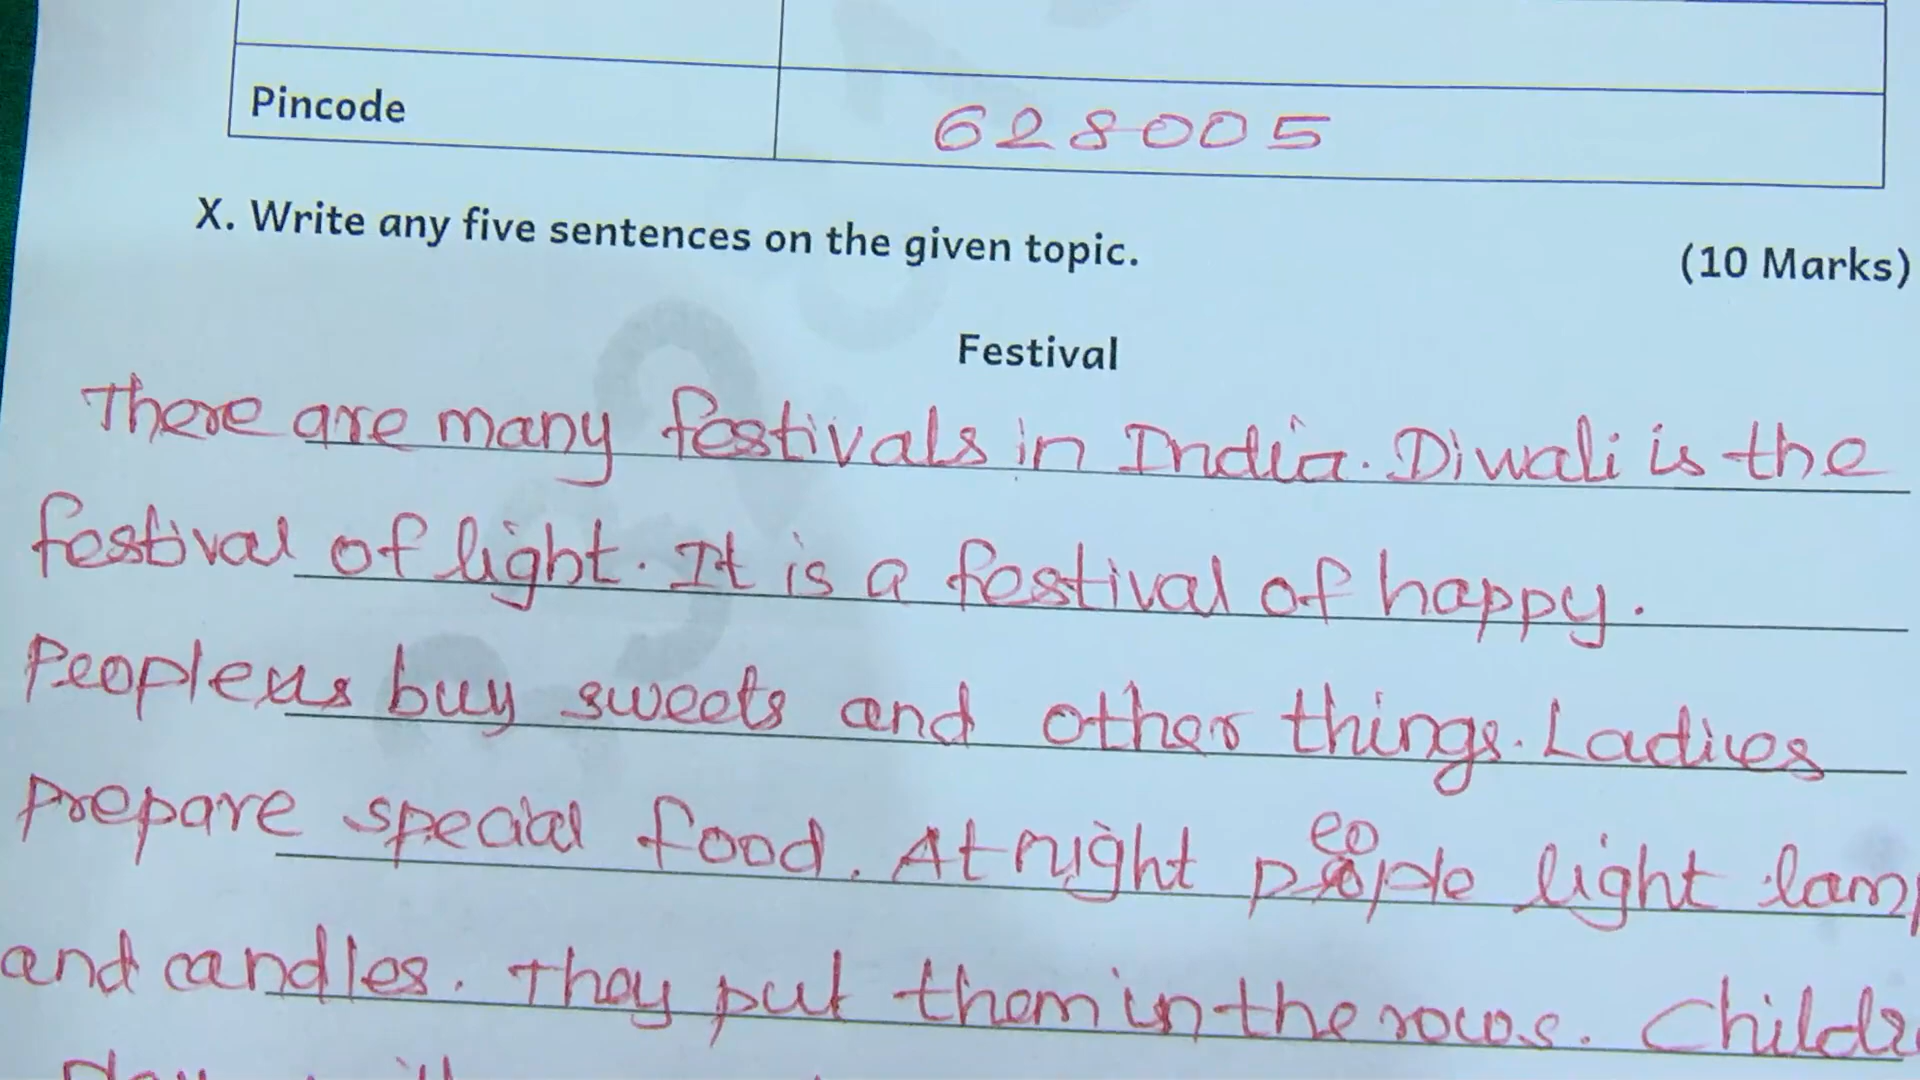 Pincode 628005
X. Write any five sentences on the given topic. (10 Marks)
Festival
There are many festivals in India. Diwali is the
festival of light. It is a festival of happy.
Peoples buy sweets and other things. Ladies
prepare special food. At night people light lamp
and candles. They put them in the rows. Childr